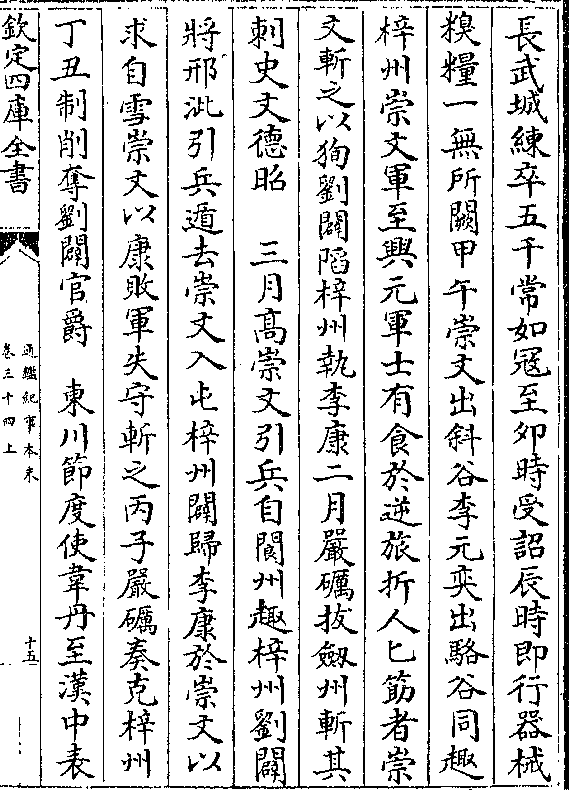 長武城練卒五千常如冦至夘時受詔辰時即行器械
糗糧一無所闕甲午崇文出斜谷李元奕出駱谷同趣
梓州崇文軍至興元軍士有食於逆旅折人匕筯者崇
文斬之以狥劉闢陷梓州執李康二月嚴礪拔劔州斬其
刺史文德昭　三月髙崇文引兵自閬州趣梓州劉闢
將邢泚引兵遁去崇文入屯梓州闢歸李康於崇文以
求自雪崇文以康敗軍失守斬之丙子嚴礪奏克梓州
丁丑制削奪劉闢官爵　東川節度使韋丹至漢中表
欽定四庫全書
通鑑紀事本末
卷三十四上
十五